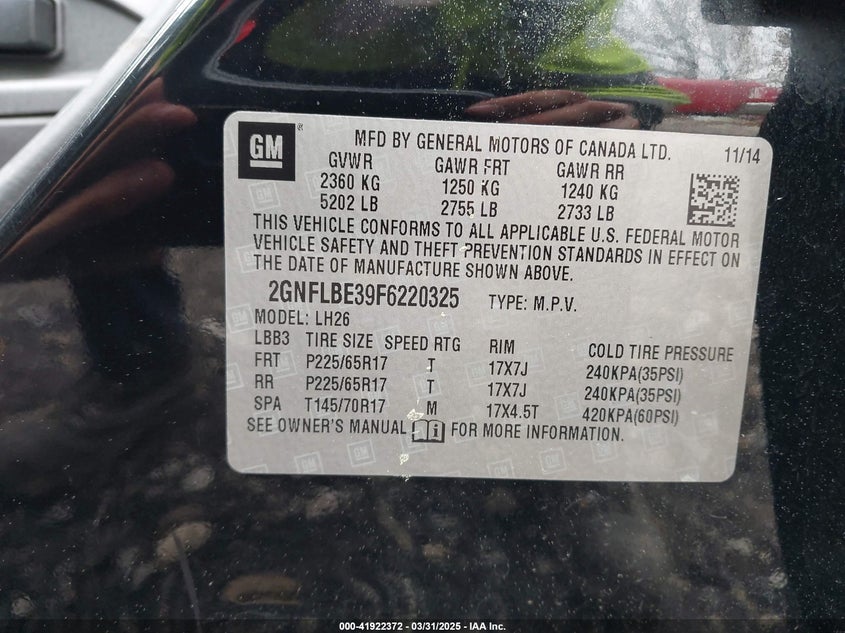 GM
MFD BY GENERAL MOTORS OF CANADA LTD. 11/14
GVWR GAWR FRT GAWR RR
2360 KG 1250 KG 1240 KG
5202 LB 2755 LB 2733 LB
THIS VEHICLE CONFORMS TO ALL APPLICABLE U.S. FEDERAL MOTOR
VEHICLE SAFETY AND THEFT PREVENTION STANDARDS IN EFFECT ON
THE DATE OF MANUFACTURE SHOWN ABOVE.
2GNFLBE39F6220325 TYPE: M.P.V.
MODEL: LH26
LBB3 TIRE SIZE SPEED RTG RIM COLD TIRE PRESSURE
FRT P225/65R17 T 17X7J 240KPA(35PSI)
RR P225/65R17 T 17X7J 240KPA(35PSI)
SPA T145/70R17 M 17X4.5T 420KPA(60PSI)
SEE OWNER'S MANUAL FOR MORE INFORMATION.
000-41922372 — 03/31/2025 - IAA Inc.